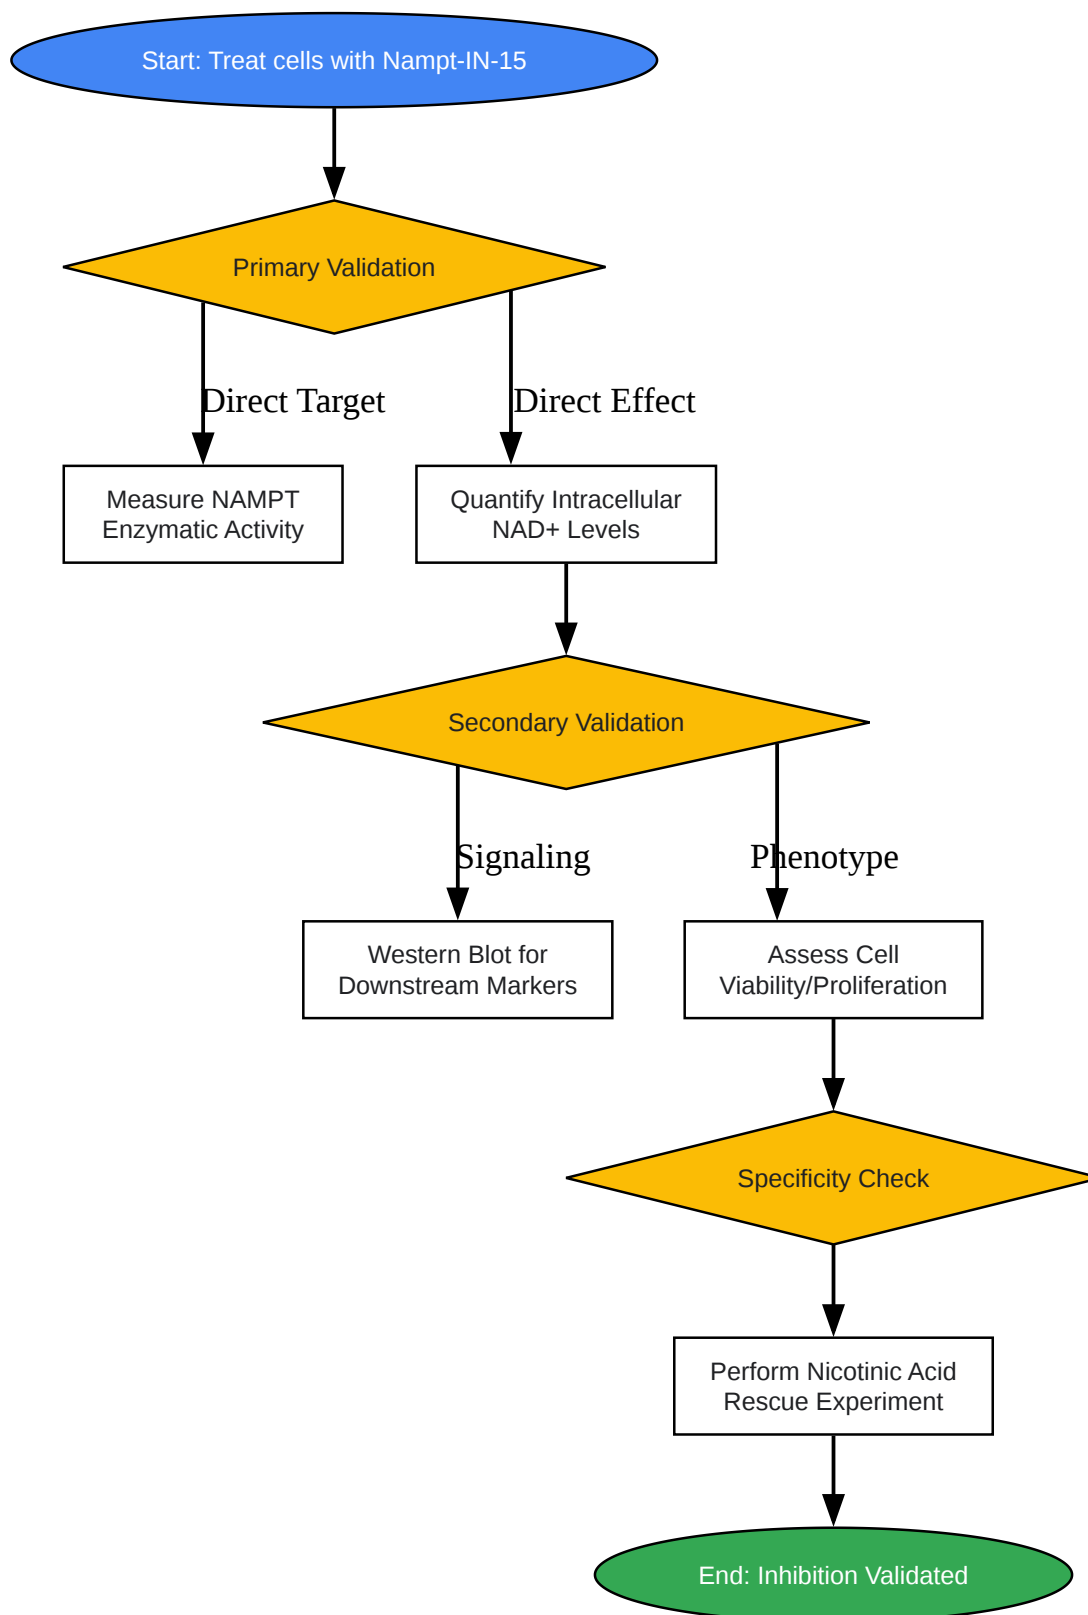 Start: Treat cells with Nampt-IN-15
Primary Validation
Direct Target
Direct Effect
Measure NAMPT
Enzymatic Activity
Quantify Intracellular
NAD+ Levels
Secondary Validation
Signaling
Phenotype
Western Blot for
Downstream Markers
Assess Cell
Viability/Proliferation
Specificity Check
Perform Nicotinic Acid
Rescue Experiment
End: Inhibition Validated